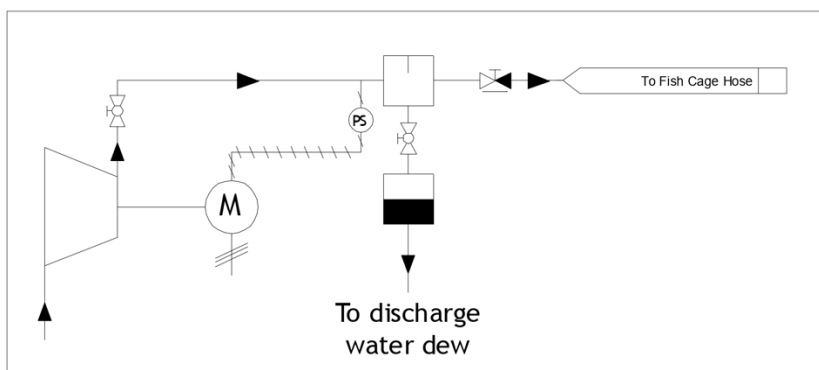 To Fish Cage Hose
PS
M
To discharge
water dew